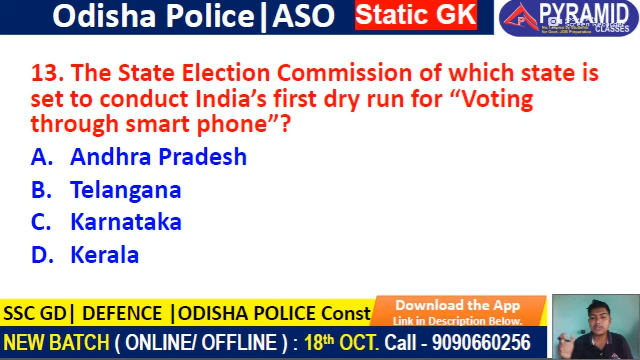 Odisha Police|ASO Static GK
PYRAMID
CLASSES
13. The State Election Commission of which state is
set to conduct India's first dry run for “Voting
through smart phone”?
A. Andhra Pradesh
B. Telangana
C. Karnataka
D. Kerala
SSC GD| DEFENCE |ODISHA POLICE Const
Download the App
Link in Description Below.
NEW BATCH ( ONLINE/ OFFLINE ) : 18th OCT. Call - 9090660256